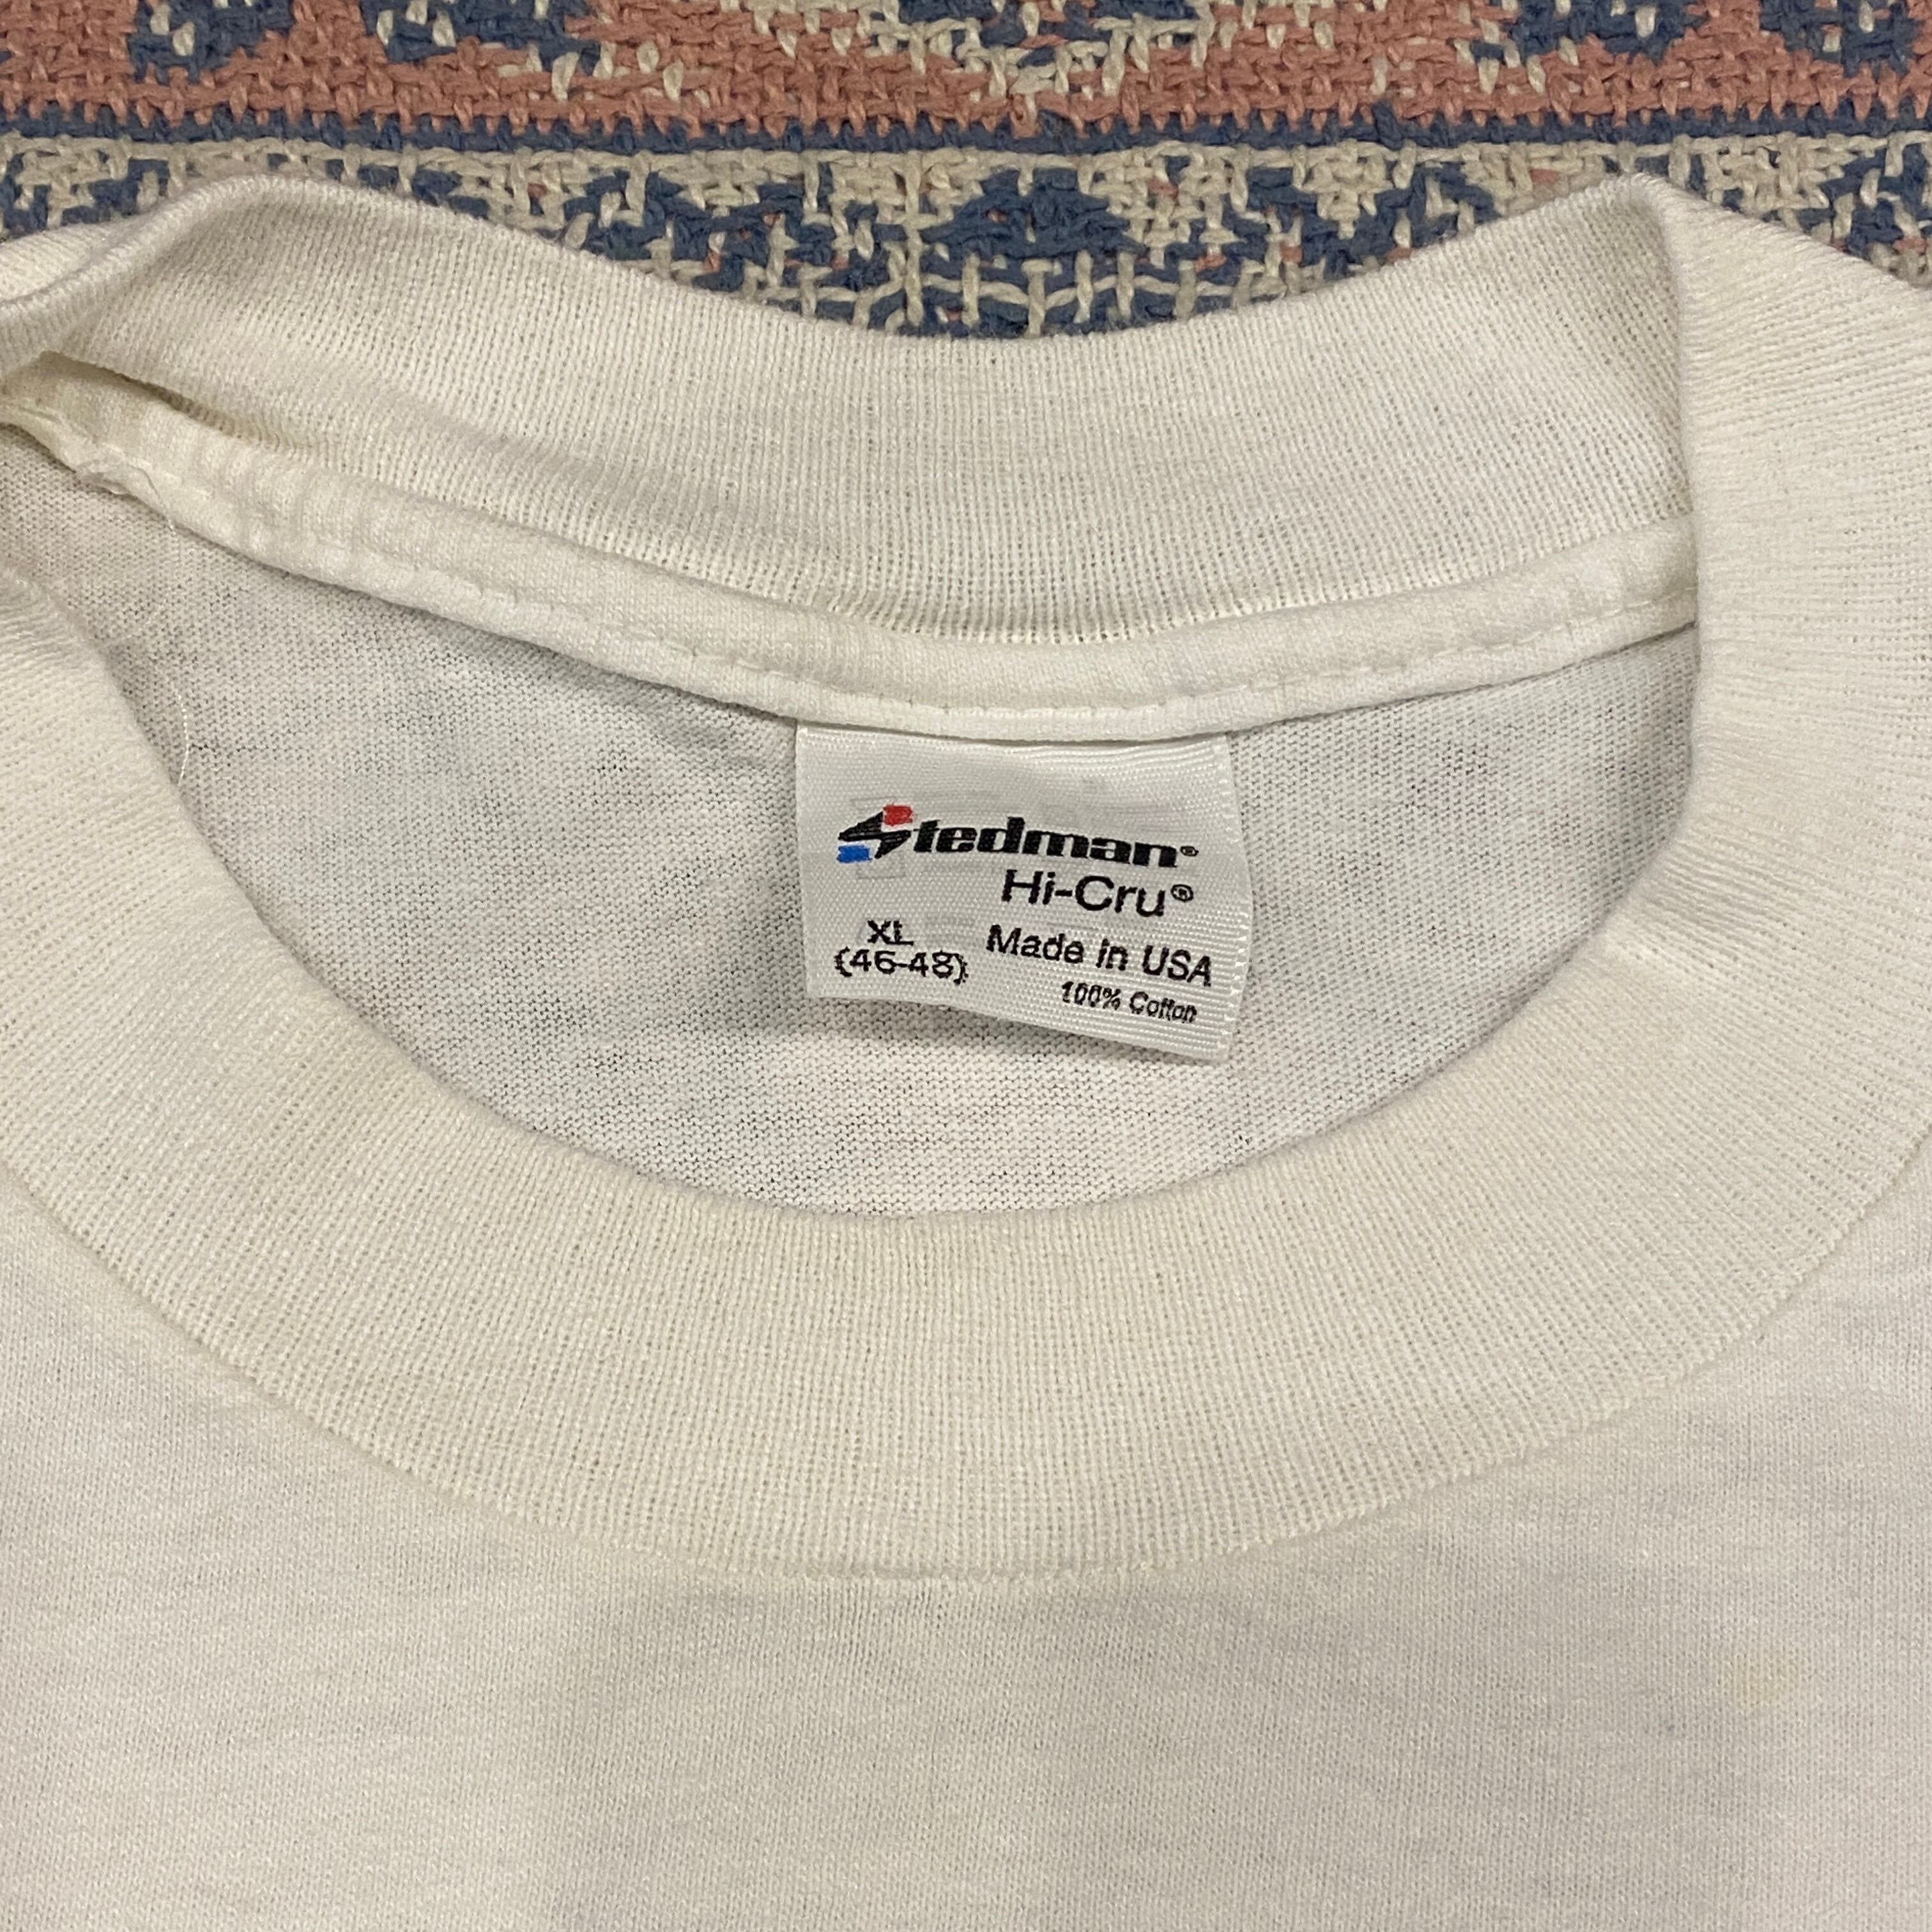 Stedman®
Hi-Cru®
XL
(46-48)
Made in USA
100% Cotton